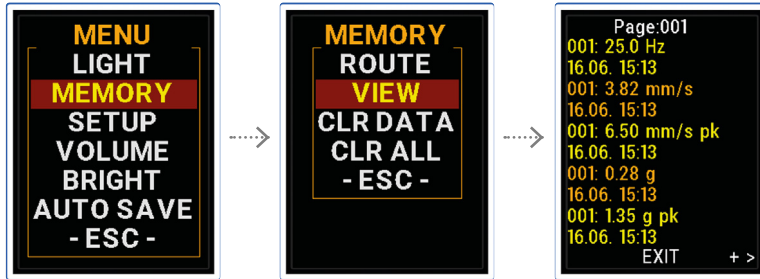 MENU
LIGHT
MEMORY
SETUP
VOLUME
BRIGHT
AUTO SAVE
- ESC -
MEMORY
ROUTE
VIEW
CLR DATA
CLR ALL
- ESC -
Page:001
001: 25.0 Hz
16.06. 15:13
001: 3.82 mm/s
16.06. 15:13
001: 6.50 mm/s pk
16.06. 15:13
001: 0.28 g
16.06. 15:13
001: 1.35 g pk
16.06. 15:13
EXIT + >